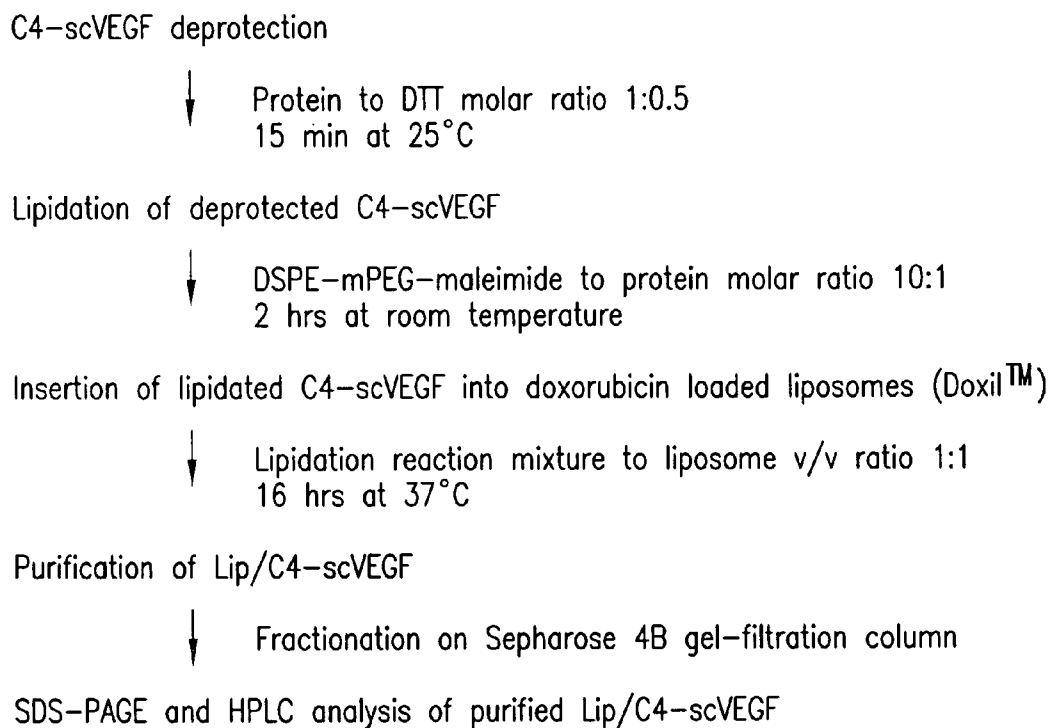 C4-scVEGF deprotection
Protein to DTT molar ratio 1:0.5
15 min at 25°C
Lipidation of deprotected C4-scVEGF
DSPE-mPEG-maleimide to protein molar ratio 10:1
2 hrs at room temperature
Insertion of lipidated C4-scVEGF into doxorubicin loaded liposomes (Doxil™)
Lipidation reaction mixture to liposome v/v ratio 1:1
16 hrs at 37°C
Purification of Lip/C4-scVEGF
Fractionation on Sepharose 4B gel-filtration column
SDS-PAGE and HPLC analysis of purified Lip/C4-scVEGF